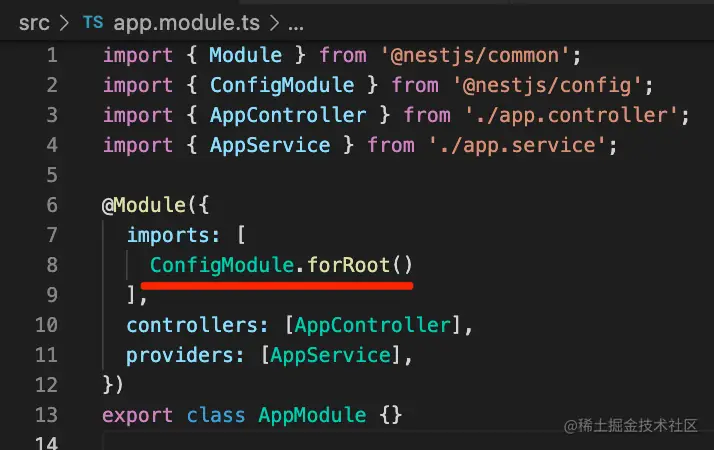 src > TS app.module.ts > ...
1 import { Module } from '@nestjs/common';
2 import { ConfigModule } from '@nestjs/config';
3 import { AppController } from './app.controller';
4 import { AppService } from './app.service';
5
6 @Module({
7   imports: [
8     ConfigModule.forRoot()
9   ],
10   controllers: [AppController],
11   providers: [AppService],
12 })
13 export class AppModule {}
14
@稀土掘金技术社区